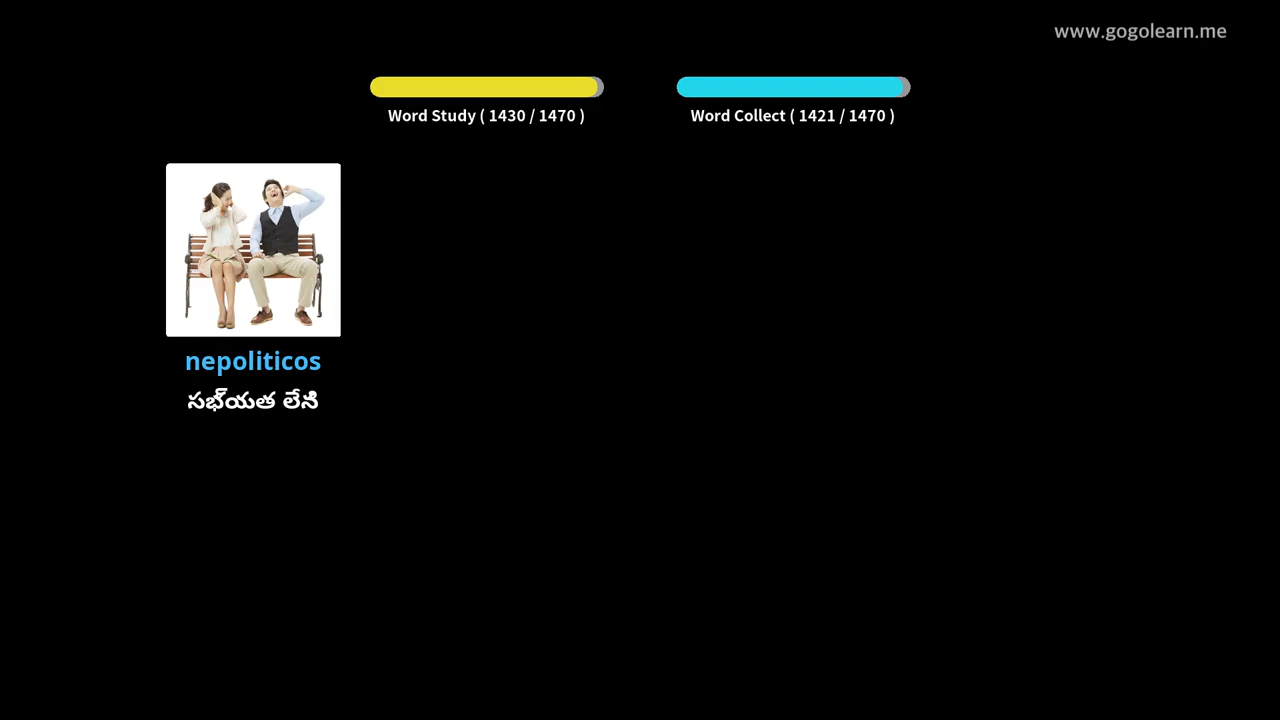 www.gogolearn.me
Word Study ( 1430 / 1470 )
Word Collect ( 1421 / 1470 )
nepoliticos
సభ్యత లేని